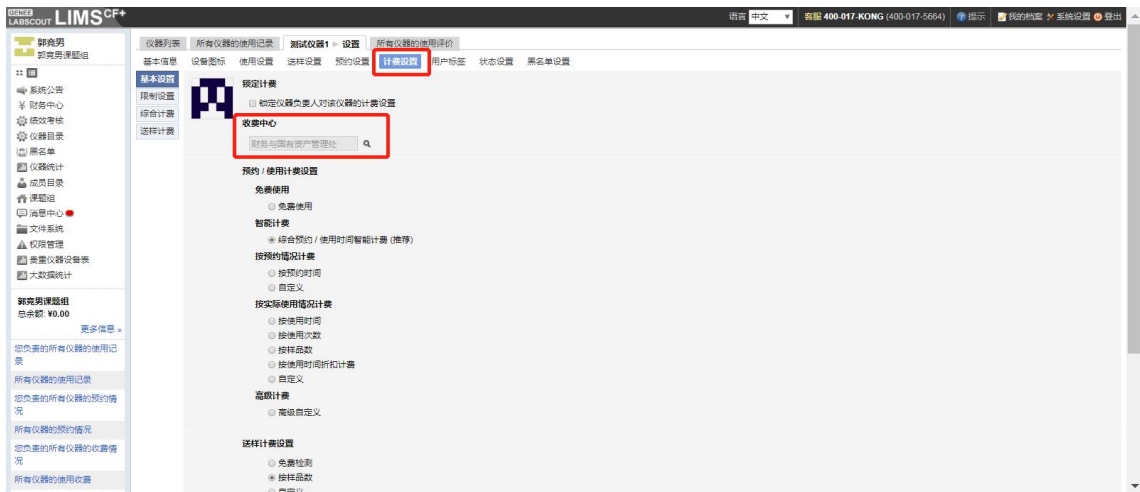 GENEE
LABSCOUT LIMS CF+
语言 中文
客服 400-017-KONG (400-017-5664)
提示
我的档案
系统设置
登出
郭尧男
郭尧男课题组
系统公告
财务中心
绩效考核
仪器目录
黑名单
仪器统计
成员目录
课题组
消息中心
文件系统
权限管理
贵重仪器设备表
大数据统计
郭尧男课题组
总余额: ¥0.00
更多信息 »
您负责的所有仪器的使用记
录
所有仪器的使用记录
您负责的所有仪器的预约情
况
所有仪器的预约情况
您负责的所有仪器的收费情
况
所有仪器的使用收费
仪器列表 所有仪器的使用记录 测试仪器1 ▷ 设置 所有仪器的使用评价
基本信息 设备图标 使用设置 送样设置 预约设置 计费设置 用户标签 状态设置 黑名单设置
基本设置
限制设置
综合计费
送样计费
锁定计费
锁定仪器负责人对该仪器的计费设置
收费中心
财务与国有资产管理处
预约 / 使用计费设置
免费使用
免费使用
智能计费
综合预约 / 使用时间智能计费 (推荐)
按预约情况计费
按预约时间
自定义
按实际使用情况计费
按使用时间
按使用次数
按样品数
按使用时间折扣计费
自定义
高级计费
高级自定义
送样计费设置
免费检测
按样品数
自定义